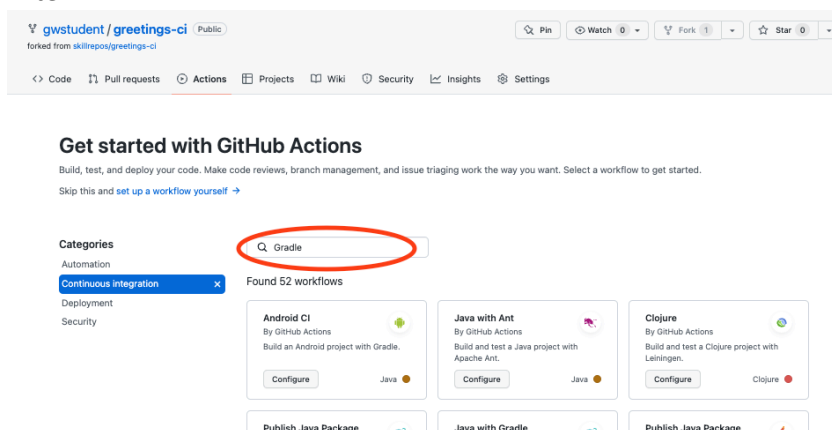 gwstudent / greetings-ci Public
Pin
Watch 0
Fork 1
Star 0
forked from skillrepos/greetings-ci
Code
Pull requests
Actions
Projects
Wiki
Security
Insights
Settings
Get started with GitHub Actions
Build, test, and deploy your code. Make code reviews, branch management, and issue triaging work the way you want. Select a workflow to get started.
Skip this and set up a workflow yourself →
Categories
Automation
Continuous integration ×
Deployment
Security
Gradle
Found 52 workflows
Android CI
By GitHub Actions
Build an Android project with Gradle.
Configure
Java
Java with Ant
By GitHub Actions
Build and test a Java project with
Apache Ant.
Configure
Java
Clojure
By GitHub Actions
Build and test a Clojure project with
Leiningen.
Configure
Clojure
Publish Java Package
Java with Gradle
Publish Java Package